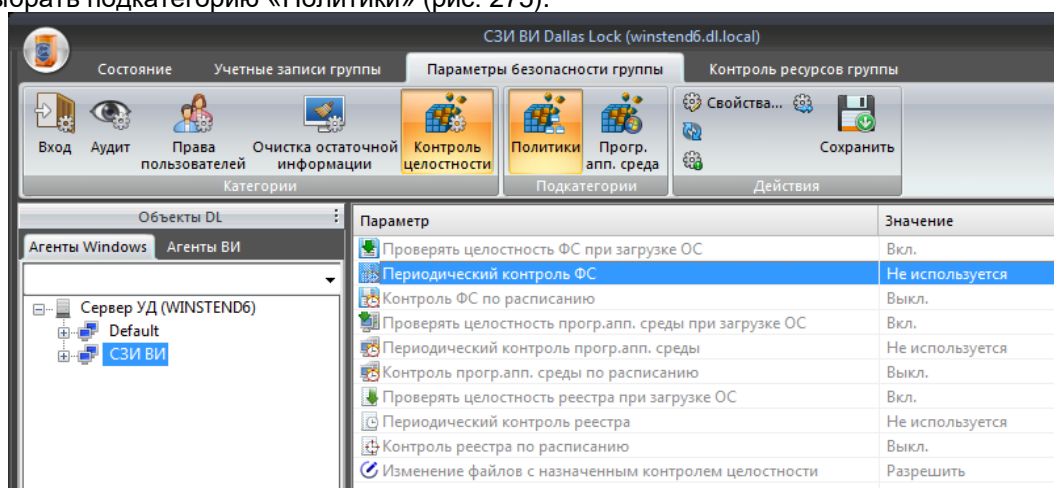 выбрать подкатегорию «Политики» (рис. 275).
СЗИ ВИ Dallas Lock (winstend6.dl.local)
Состояние Учетные записи группы Параметры безопасности группы Контроль ресурсов группы
Вход Аудит Права пользователей Очистка остаточной информации Контроль целостности Политики Прогр. апп. среда Свойства... Сохранить
Категории Подкатегории Действия
Объекты DL
Агенты Windows Агенты ВИ
Сервер УД (WINSTEND6)
Default
СЗИ ВИ
Параметр Значение
Проверять целостность ФС при загрузке ОС Вкл.
Периодический контроль ФС Не используется
Контроль ФС по расписанию Выкл.
Проверять целостность прогр.апп. среды при загрузке ОС Вкл.
Периодический контроль прогр.апп. среды Не используется
Контроль прогр.апп. среды по расписанию Выкл.
Проверять целостность реестра при загрузке ОС Вкл.
Периодический контроль реестра Не используется
Контроль реестра по расписанию Выкл.
Изменение файлов с назначенным контролем целостности Разрешить